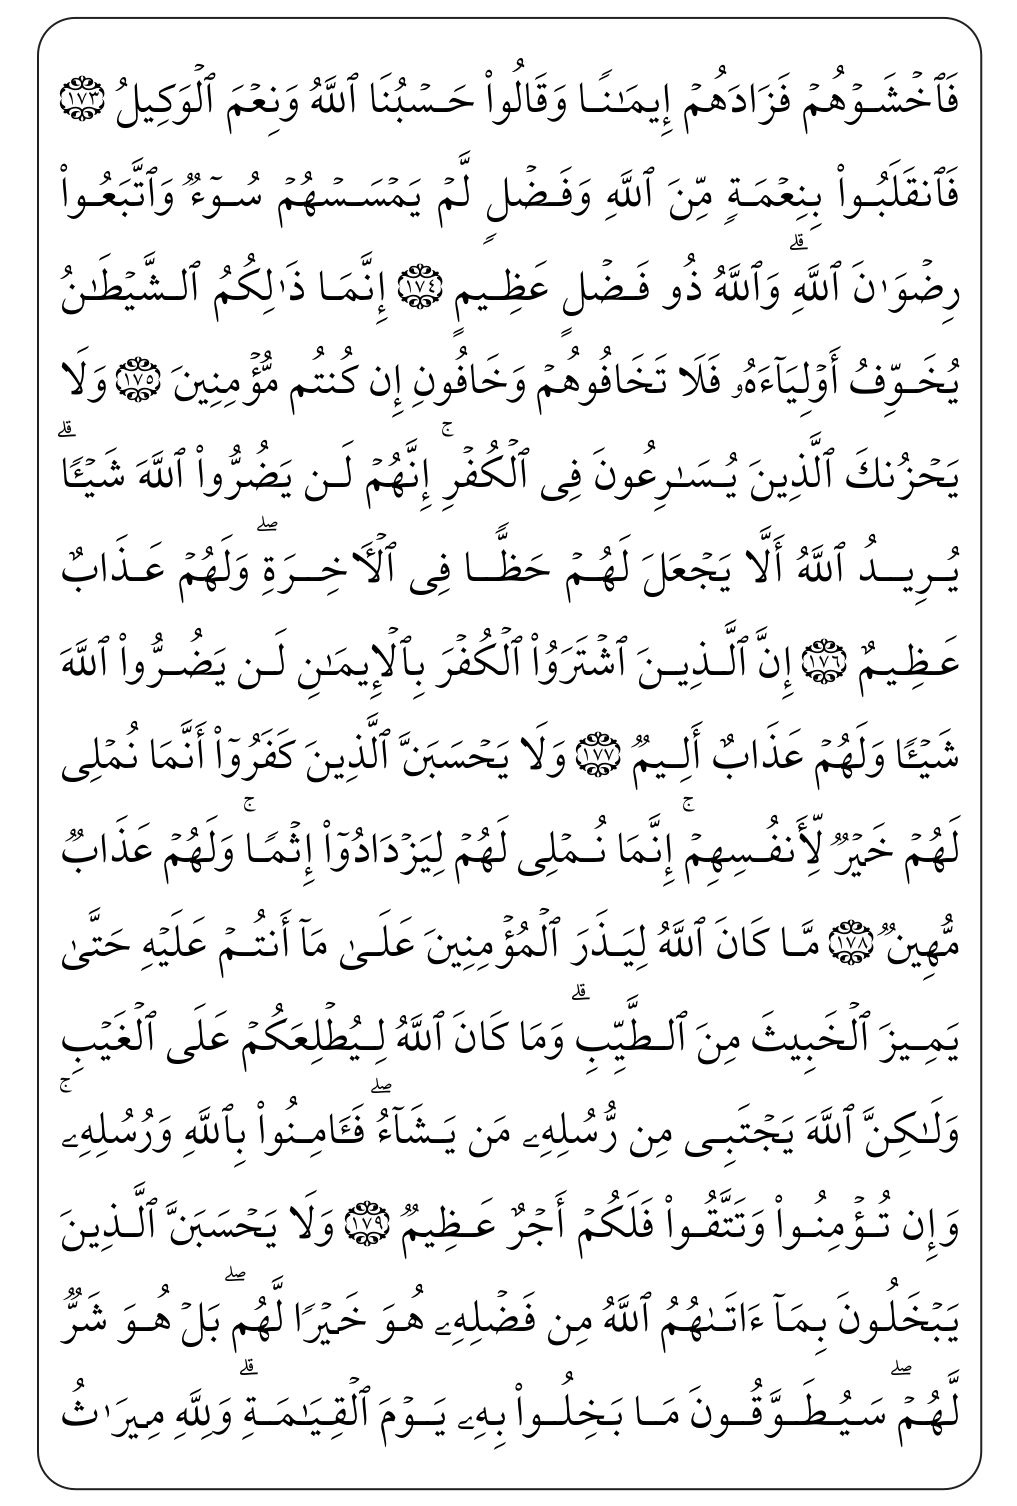 فَٱخۡشَوۡهُمۡ فَزَادَهُمۡ إِيمَٰنٗا وَقَالُواْ حَسۡبُنَا ٱللَّهُ وَنِعۡمَ ٱلۡوَكِيلُ ١٧٣
فَٱنقَلَبُواْ بِنِعۡمَةٖ مِّنَ ٱللَّهِ وَفَضۡلٖ لَّمۡ يَمۡسَسۡهُمۡ سُوٓءٞ وَٱتَّبَعُواْ
رِضۡوَٰنَ ٱللَّهِۗ وَٱللَّهُ ذُو فَضۡلٍ عَظِيمٍ ١٧٤ إِنَّمَا ذَٰلِكُمُ ٱلشَّيۡطَٰنُ
يُخَوِّفُ أَوۡلِيَآءَهُۥ فَلَا تَخَافُوهُمۡ وَخَافُونِ إِن كُنتُم مُّؤۡمِنِينَ ١٧٥ وَلَا
يَحۡزُنكَ ٱلَّذِينَ يُسَٰرِعُونَ فِي ٱلۡكُفۡرِۚ إِنَّهُمۡ لَن يَضُرُّواْ ٱللَّهَ شَيۡـٔٗاۗ
يُرِيدُ ٱللَّهُ أَلَّا يَجۡعَلَ لَهُمۡ حَظّٗا فِي ٱلۡأٓخِرَةِۖ وَلَهُمۡ عَذَابٌ
عَظِيمٌ ١٧٦ إِنَّ ٱلَّذِينَ ٱشۡتَرَوُاْ ٱلۡكُفۡرَ بِٱلۡإِيمَٰنِ لَن يَضُرُّواْ ٱللَّهَ
شَيۡـٔٗا وَلَهُمۡ عَذَابٌ أَلِيمٞ ١٧٧ وَلَا يَحۡسَبَنَّ ٱلَّذِينَ كَفَرُوٓاْ أَنَّمَا نُمۡلِي
لَهُمۡ خَيۡرٞ لِّأَنفُسِهِمۡۚ إِنَّمَا نُمۡلِي لَهُمۡ لِيَزۡدَادُوٓاْ إِثۡمٗاۚ وَلَهُمۡ عَذَابٞ
مُّهِينٞ ١٧٨ مَّا كَانَ ٱللَّهُ لِيَذَرَ ٱلۡمُؤۡمِنِينَ عَلَىٰ مَآ أَنتُمۡ عَلَيۡهِ حَتَّىٰ
يَمِيزَ ٱلۡخَبِيثَ مِنَ ٱلطَّيِّبِۗ وَمَا كَانَ ٱللَّهُ لِيُطۡلِعَكُمۡ عَلَى ٱلۡغَيۡبِ
وَلَٰكِنَّ ٱللَّهَ يَجۡتَبِي مِن رُّسُلِهِۦ مَن يَشَآءُۖ فَـَٔامِنُواْ بِٱللَّهِ وَرُسُلِهِۦۚ
وَإِن تُؤۡمِنُواْ وَتَتَّقُواْ فَلَكُمۡ أَجۡرٌ عَظِيمٞ ١٧٩ وَلَا يَحۡسَبَنَّ ٱلَّذِينَ
يَبۡخَلُونَ بِمَآ ءَاتَىٰهُمُ ٱللَّهُ مِن فَضۡلِهِۦ هُوَ خَيۡرٗا لَّهُمۖ بَلۡ هُوَ شَرّٞ
لَّهُمۡۖ سَيُطَوَّقُونَ مَا بَخِلُواْ بِهِۦ يَوۡمَ ٱلۡقِيَٰمَةِۗ وَلِلَّهِ مِيرَٰثُ